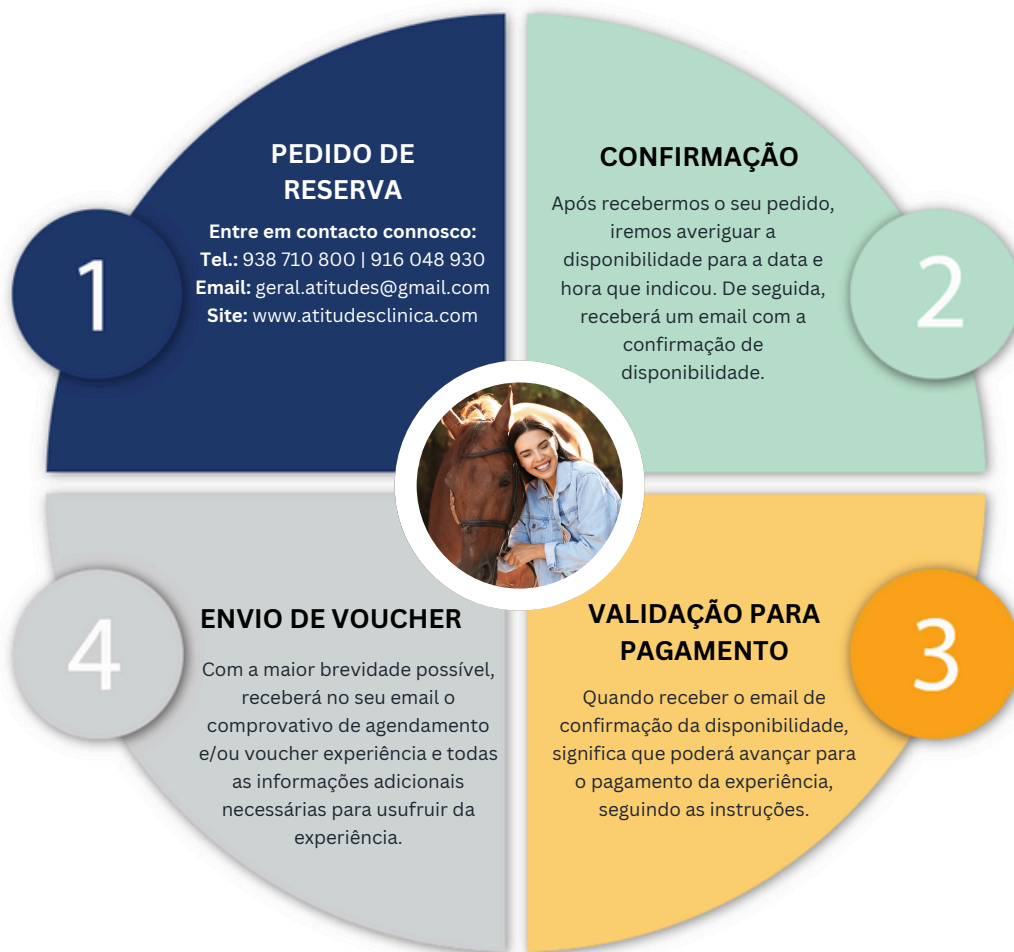 1
PEDIDO DE
RESERVA
Entre em contacto connosco:
Tel.: 938 710 800 | 916 048 930
Email: geral.atitudes@gmail.com
Site: www.atitudesclinica.com
2
CONFIRMAÇÃO
Após recebermos o seu pedido,
iremos averiguar a
disponibilidade para a data e
hora que indicou. De seguida,
receberá um email com a
confirmação de
disponibilidade.
3
VALIDAÇÃO PARA
PAGAMENTO
Quando receber o email de
confirmação da disponibilidade,
significa que poderá avançar para
o pagamento da experiência,
seguindo as instruções.
4
ENVIO DE VOUCHER
Com a maior brevidade possível,
receberá no seu email o
comprovativo de agendamento
e/ou voucher experiência e todas
as informações adicionais
necessárias para usufruir da
experiência.